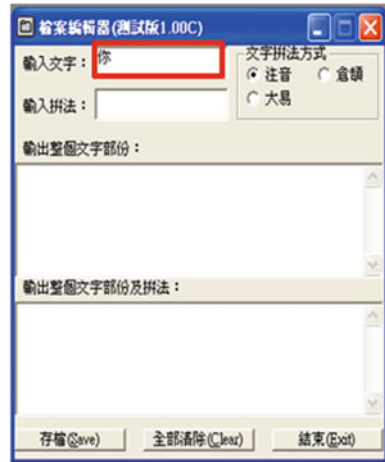 檔案編輯器(測試版1.00C)
輸入文字：你
文字拼法方式
注音 倉頡
大易
輸入拼法：
輸出整個文字部份：
輸出整個文字部份及拼法：
存檔(Save) 全部清除(Clear) 結束(Exit)